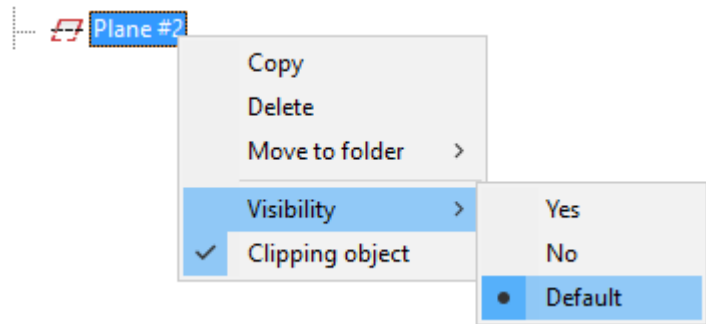 Plane #2
Copy
Delete
Move to folder
Visibility
Clipping object
Yes
No
Default